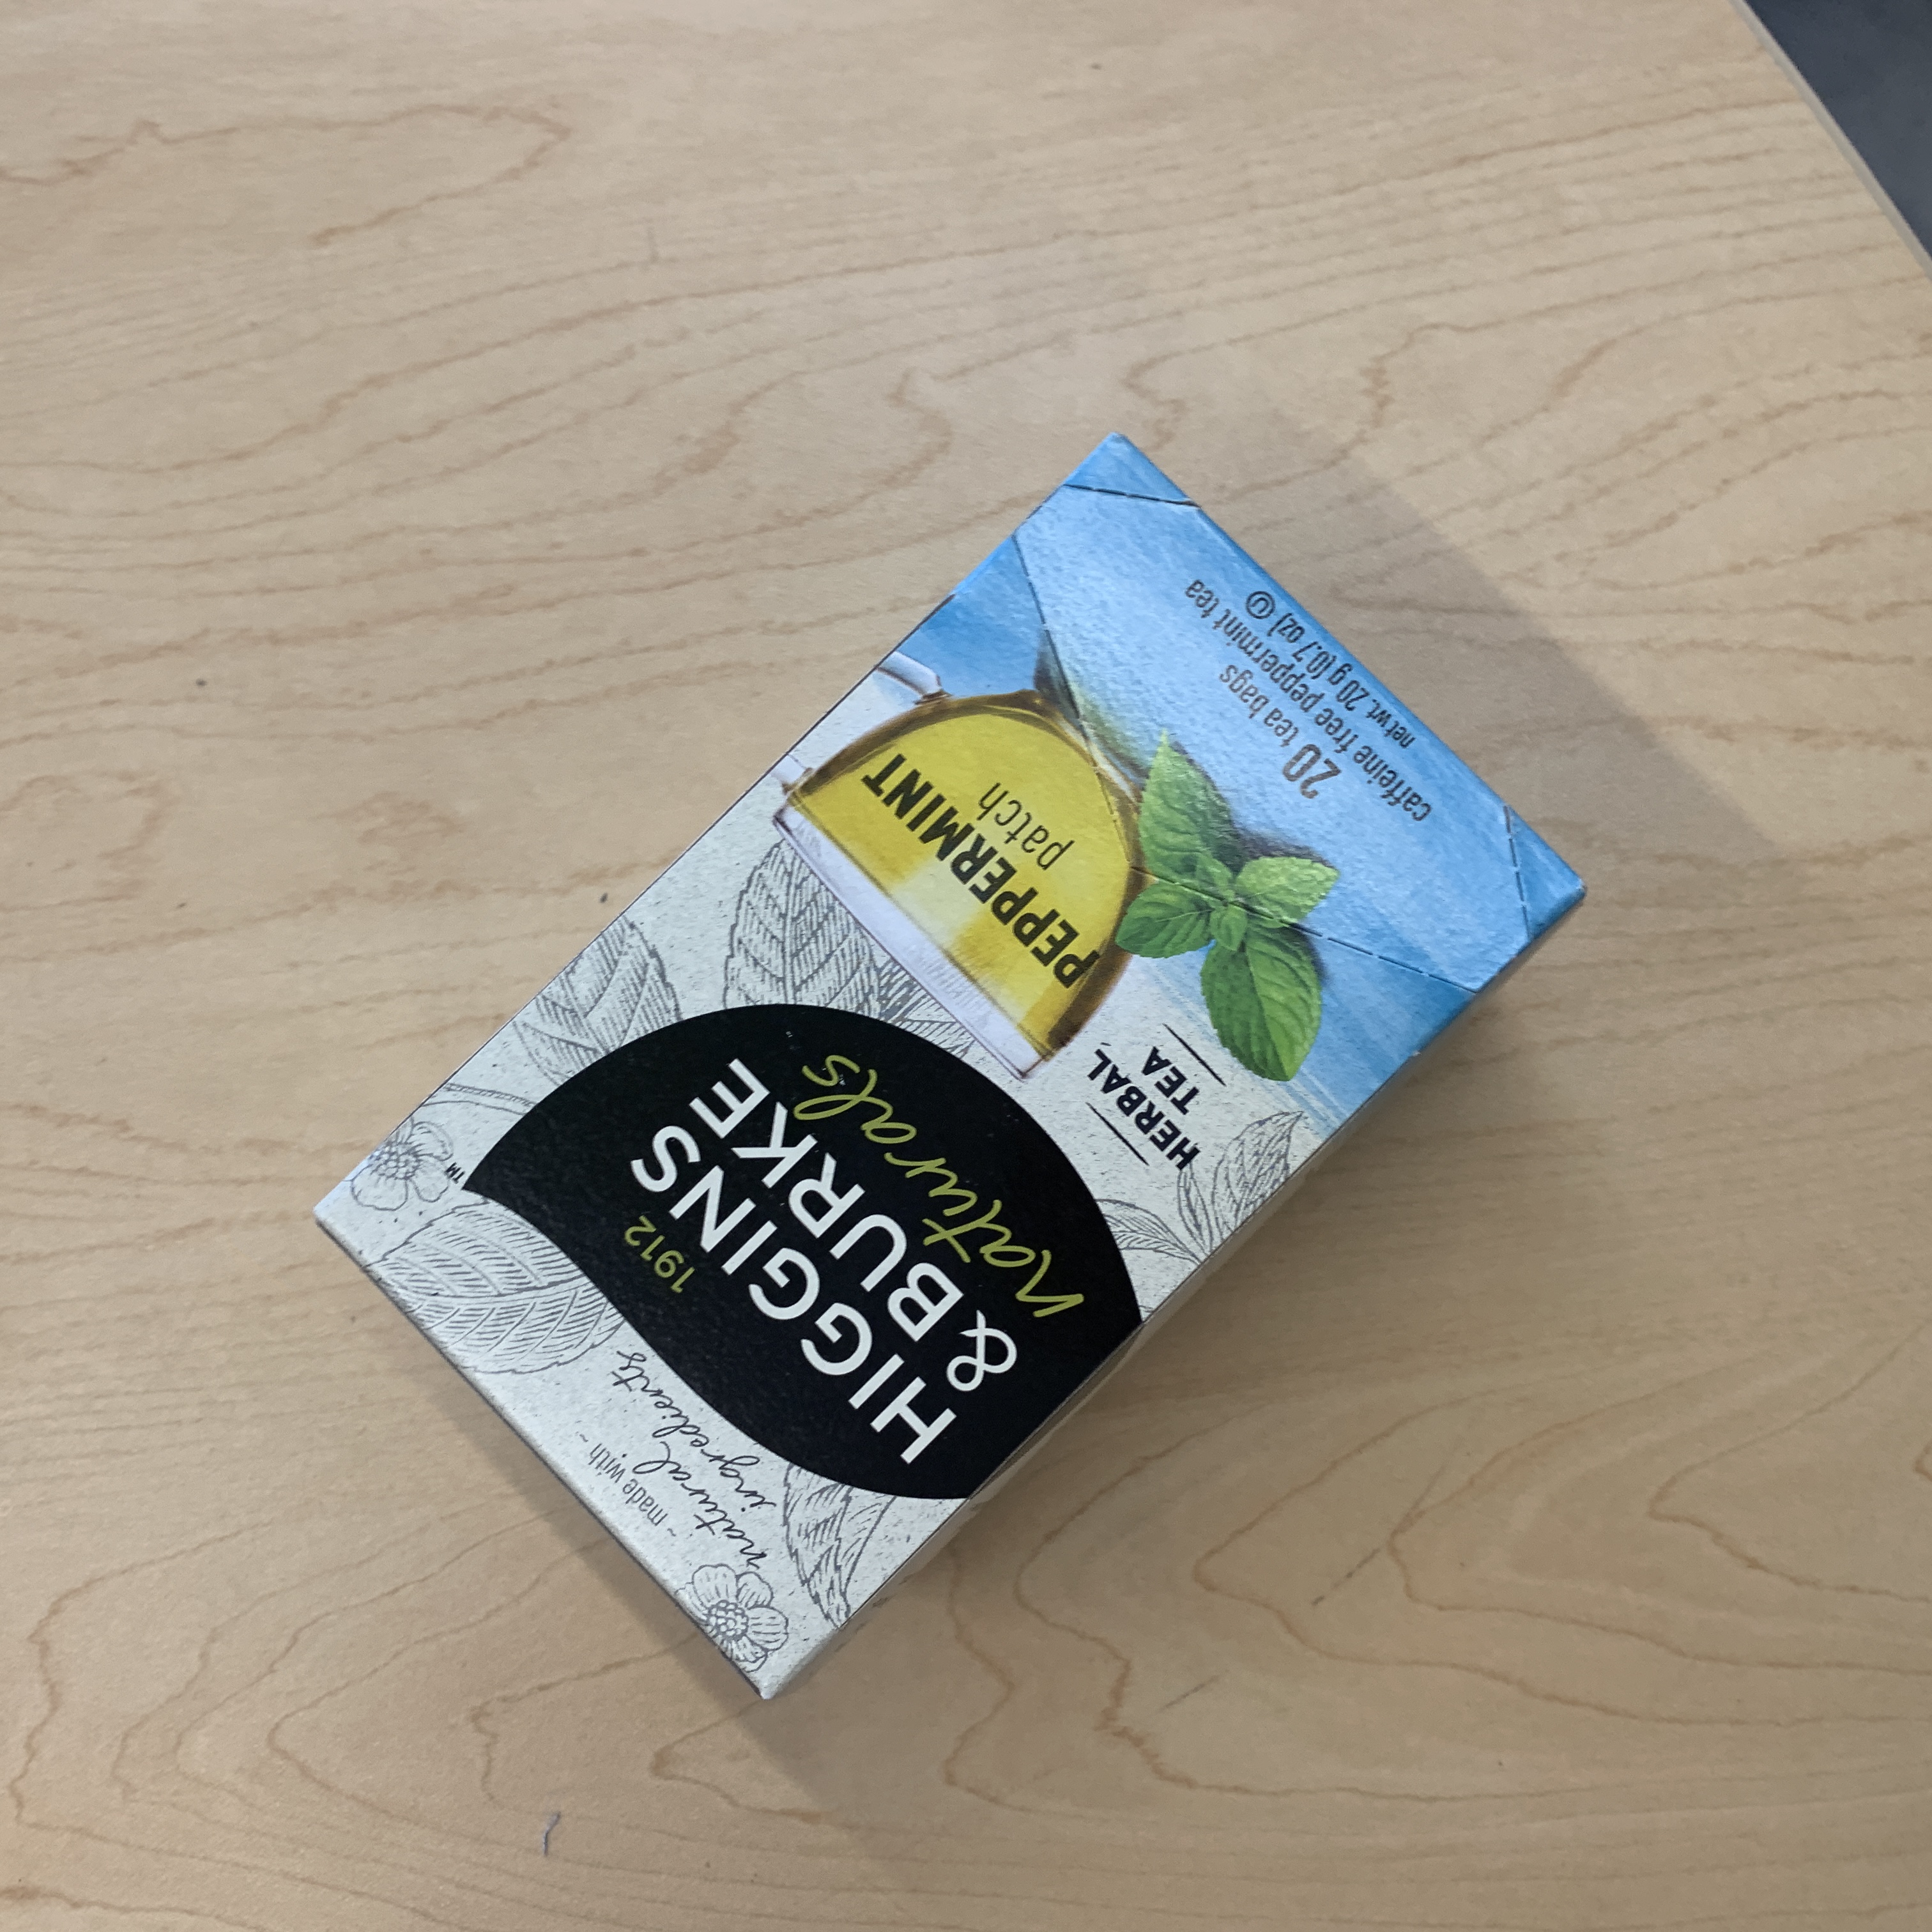 ~ made with ~
natural
ingredients
TM
1912
HIGGINS
& BURKE
naturals
HERBAL
TEA
PEPPERMINT
patch
20 tea bags
caffeine free peppermint tea
net wt. 20 g (0.7 oz) U